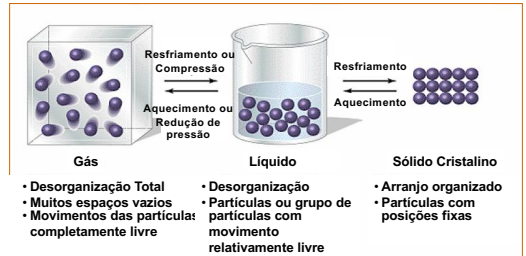 Resfriamento ou
Compressão
Aquecimento ou
Redução de
pressão
Resfriamento
Aquecimento
Gás
Líquido
Sólido Cristalino
• Desorganização Total
• Muitos espaços vazios
• Movimentos das partículas
completamente livre
• Desorganização
• Partículas ou grupo de
partículas com
movimento
relativamente livre
• Arranjo organizado
• Partículas com
posições fixas